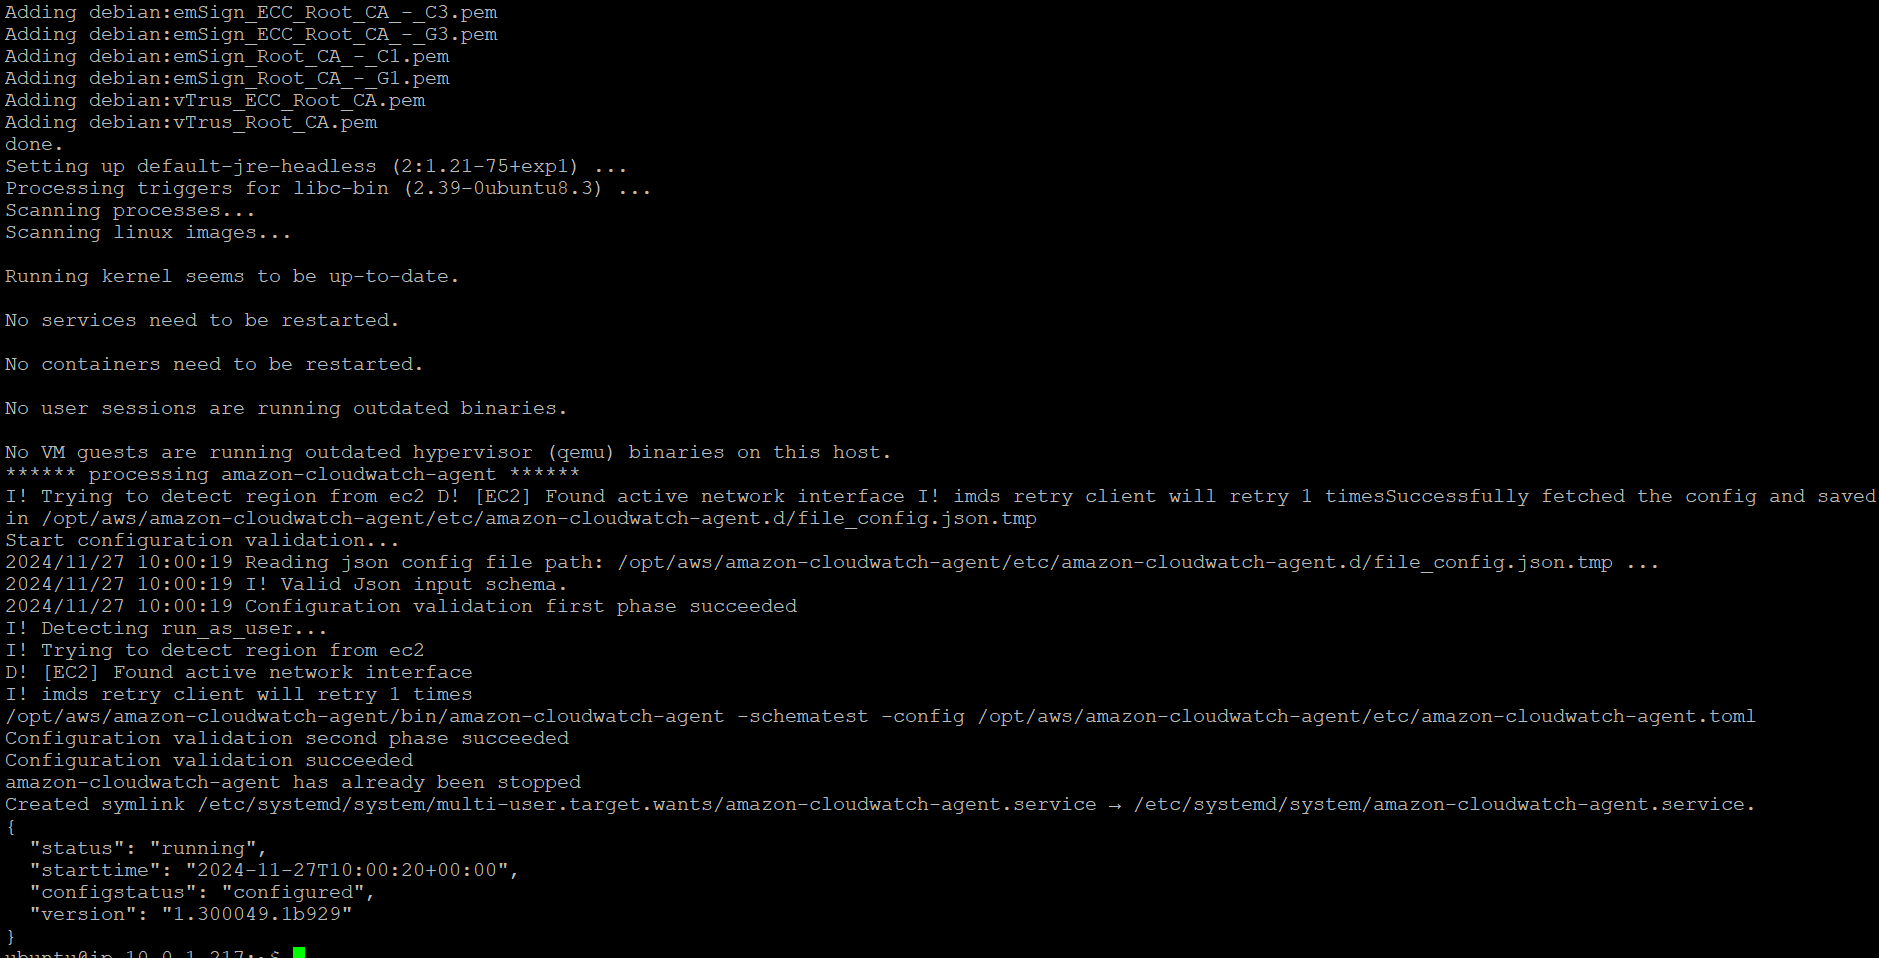 Adding debian:emSign_ECC_Root_CA_-_C3.pem
Adding debian:emSign_ECC_Root_CA_-_G3.pem
Adding debian:emSign_Root_CA_-_C1.pem
Adding debian:emSign_Root_CA_-_G1.pem
Adding debian:vTrus_ECC_Root_CA.pem
Adding debian:vTrus_Root_CA.pem
done.
Setting up default-jre-headless (2:1.21-75+exp1) ...
Processing triggers for libc-bin (2.39-0ubuntu8.3) ...
Scanning processes...
Scanning linux images...
Running kernel seems to be up-to-date.
No services need to be restarted.
No containers need to be restarted.
No user sessions are running outdated binaries.
No VM guests are running outdated hypervisor (qemu) binaries on this host.
****** processing amazon-cloudwatch-agent ******
I! Trying to detect region from ec2 D! [EC2] Found active network interface I! imds retry client will retry 1 timesSuccessfully fetched the config and saved
in /opt/aws/amazon-cloudwatch-agent/etc/amazon-cloudwatch-agent.d/file_config.json.tmp
Start configuration validation...
2024/11/27 10:00:19 Reading json config file path: /opt/aws/amazon-cloudwatch-agent/etc/amazon-cloudwatch-agent.d/file_config.json.tmp ...
2024/11/27 10:00:19 I! Valid Json input schema.
2024/11/27 10:00:19 Configuration validation first phase succeeded
I! Detecting run_as_user...
I! Trying to detect region from ec2
D! [EC2] Found active network interface
I! imds retry client will retry 1 times
/opt/aws/amazon-cloudwatch-agent/bin/amazon-cloudwatch-agent -schematest -config /opt/aws/amazon-cloudwatch-agent/etc/amazon-cloudwatch-agent.toml
Configuration validation second phase succeeded
Configuration validation succeeded
amazon-cloudwatch-agent has already been stopped
Created symlink /etc/systemd/system/multi-user.target.wants/amazon-cloudwatch-agent.service → /etc/systemd/system/amazon-cloudwatch-agent.service.
{
  "status": "running",
  "starttime": "2024-11-27T10:00:20+00:00",
  "configstatus": "configured",
  "version": "1.300049.1b929"
}
ubuntu@ip-10-0-1-217:~$